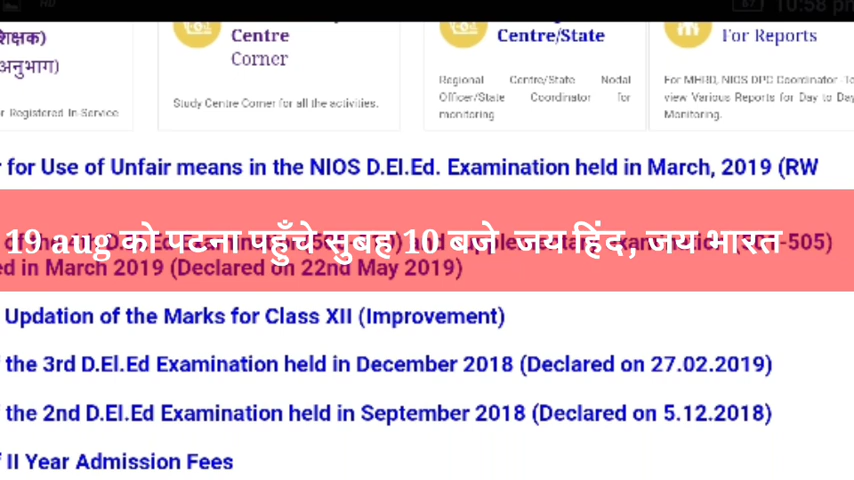 10:58 pm
शिक्षक)
अनुभाग)
r Registered In-Service
Centre
Corner
Study Centre Corner for all the activities.
Centre/State
Regional Centre/State Nodal
Officer/State Coordinator for
monitoring
For Reports
For MHRD, NIOS DPC Coordinator -To
view Various Reports for Day to Day
Monitoring.
for Use of Unfair means in the NIOS D.El.Ed. Examination held in March, 2019 (RW
19 aug को पटना पहुँचे सुबह 10 बजे जय हिंद, जय भारत
-505)
ed in March 2019 (Declared on 22nd May 2019)
Updation of the Marks for Class XII (Improvement)
the 3rd D.El.Ed Examination held in December 2018 (Declared on 27.02.2019)
the 2nd D.El.Ed Examination held in September 2018 (Declared on 5.12.2018)
II Year Admission Fees